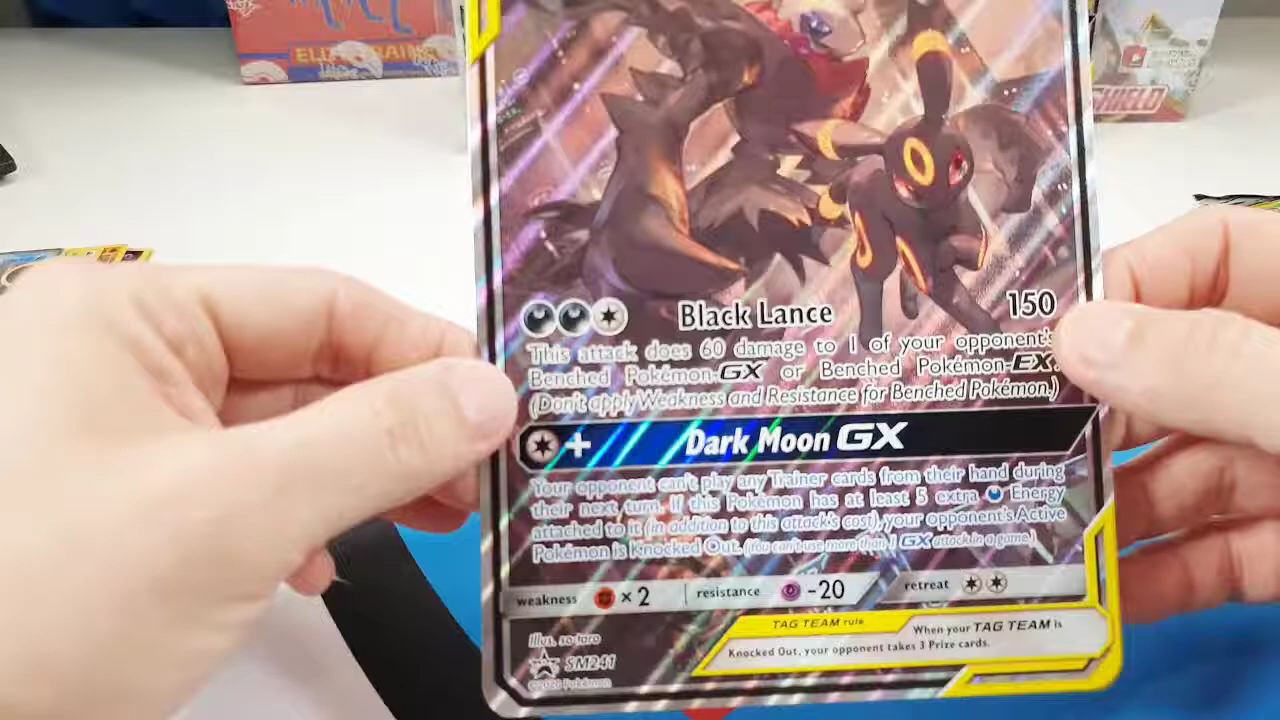 SHIELD
Black Lance 150
This attack does 60 damage to 1 of your opponent's
Benched Pokémon-GX or Benched Pokémon-EX.
(Don't apply Weakness and Resistance for Benched Pokémon.)
+ Dark Moon GX
Your opponent can't play any Trainer cards from their hand during
their next turn. If this Pokémon has at least 5 extra Energy
attached to it (in addition to this attack's cost), your opponent's Active
Pokémon is Knocked Out. (You can't use more than 1 GX attack in a game.)
weakness ×2 resistance -20 retreat
TAG TEAM rule
When your TAG TEAM is
Knocked Out, your opponent takes 3 Prize cards.
Illus. so-taro
SM241
©2020 Pokémon